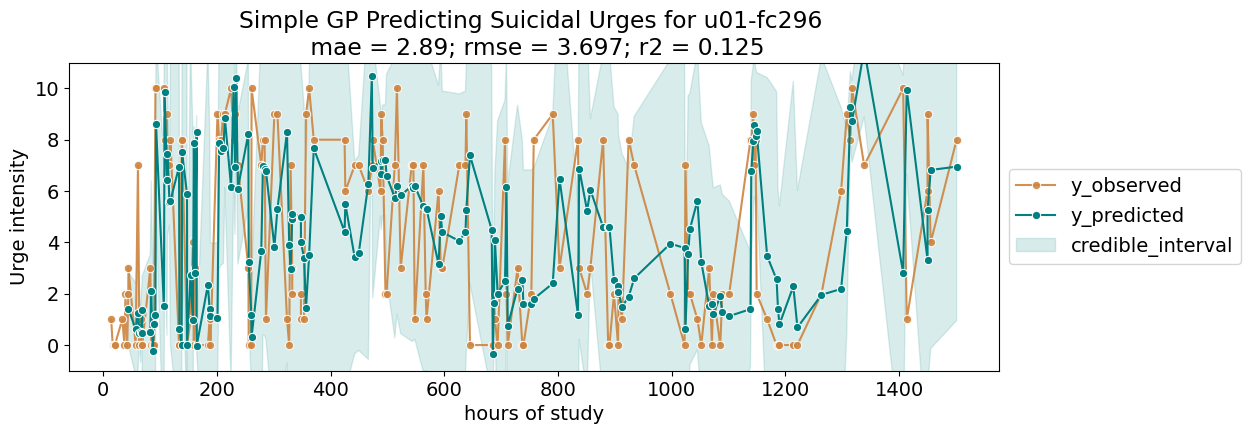 Simple GP Predicting Suicidal Urges for u01-fc296
mae = 2.89; rmse = 3.697; r2 = 0.125
10
8
6
4
2
0
Urge intensity
0 200 400 600 800 1000 1200 1400
hours of study
y_observed
y_predicted
credible_interval